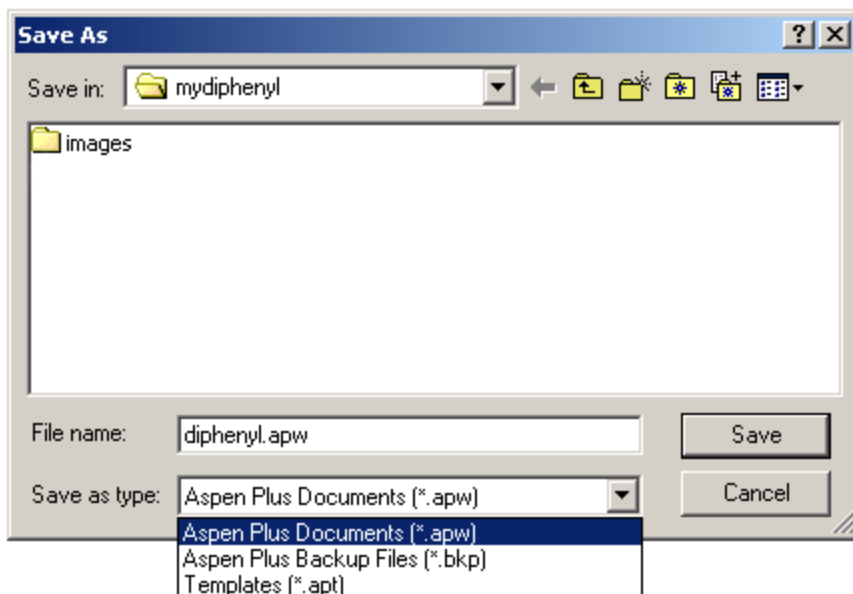 Save As
Save in: mydiphenyl
images
File name: diphenyl.apw Save
Save as type: Aspen Plus Documents (*.apw) Cancel
Aspen Plus Documents (*.apw)
Aspen Plus Backup Files (*.bkp)
Templates (*.apt)